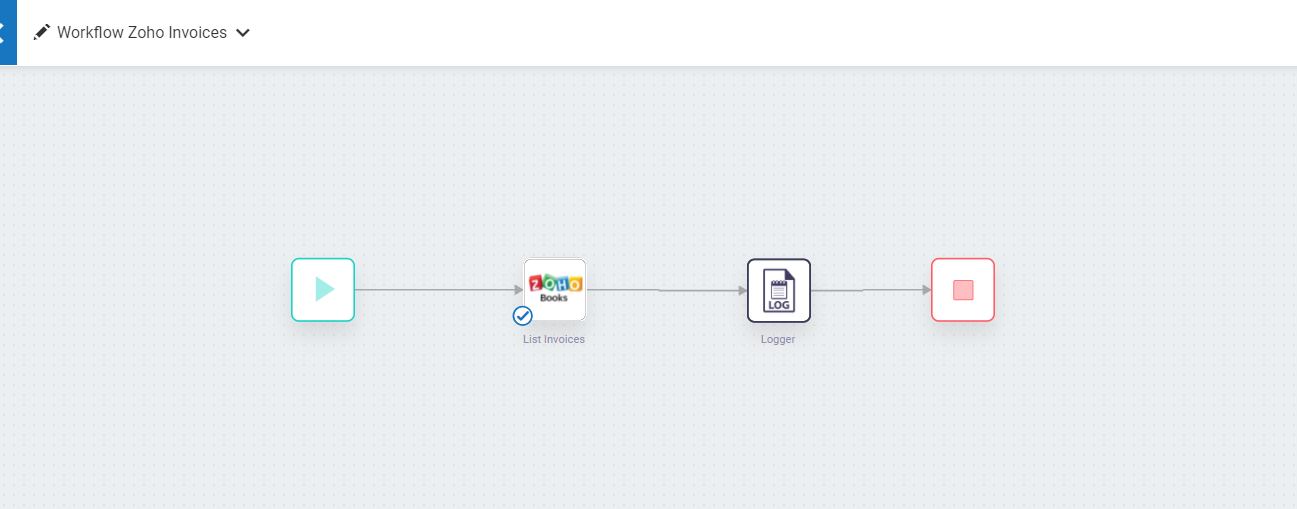 Workflow Zoho Invoices
ZOHO
Books
LOG
List Invoices
Logger